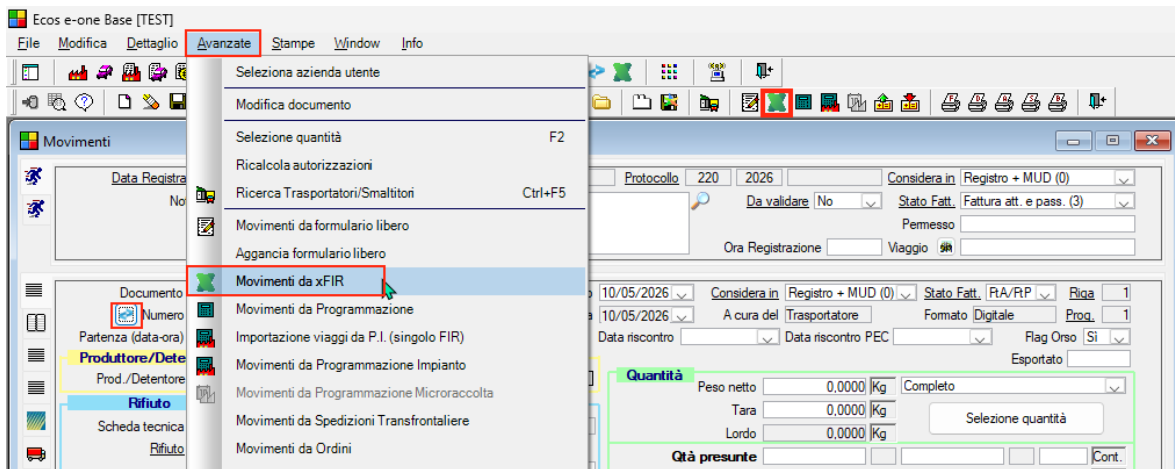 Ecos e-one Base [TEST]
File Modifica Dettaglio Avanzate Stampe Window Info
Seleziona azienda utente
Modifica documento
Selezione quantità F2
Ricalcola autorizzazioni
Ricerca Trasportatori/Smaltitori Ctrl+F5
Movimenti da formulario libero
Aggancia formulario libero
Movimenti da xFIR
Movimenti da Programmazione
Importazione viaggi da P.I. (singolo FIR)
Movimenti da Programmazione Impianto
Movimenti da Programmazione Microraccolta
Movimenti da Spedizioni Transfrontaliere
Movimenti da Ordini
Movimenti
Data Registra Protocollo 220 2026 Considera in Registro + MUD (0)
No Da validare No Stato Fatt. Fattura att. e pass. (3)
Permesso
Ora Registrazione Viaggio
Documento 10/05/2026 Considera in Registro + MUD (0) Stato Fatt. FtA/FtP Riga 1
Numero 10/05/2026 A cura del Trasportatore Formato Digitale Prog. 1
Partenza (data-ora) Data riscontro Data riscontro PEC Flag Orso Sì
Produttore/Dete Esportato
Prod./Detentore Quantità Peso netto 0,0000 Kg Completo
Rifiuto Tara 0,0000 Kg Selezione quantità
Scheda tecnica Lordo 0,0000 Kg
Rifiuto Qtà presunte Cont.